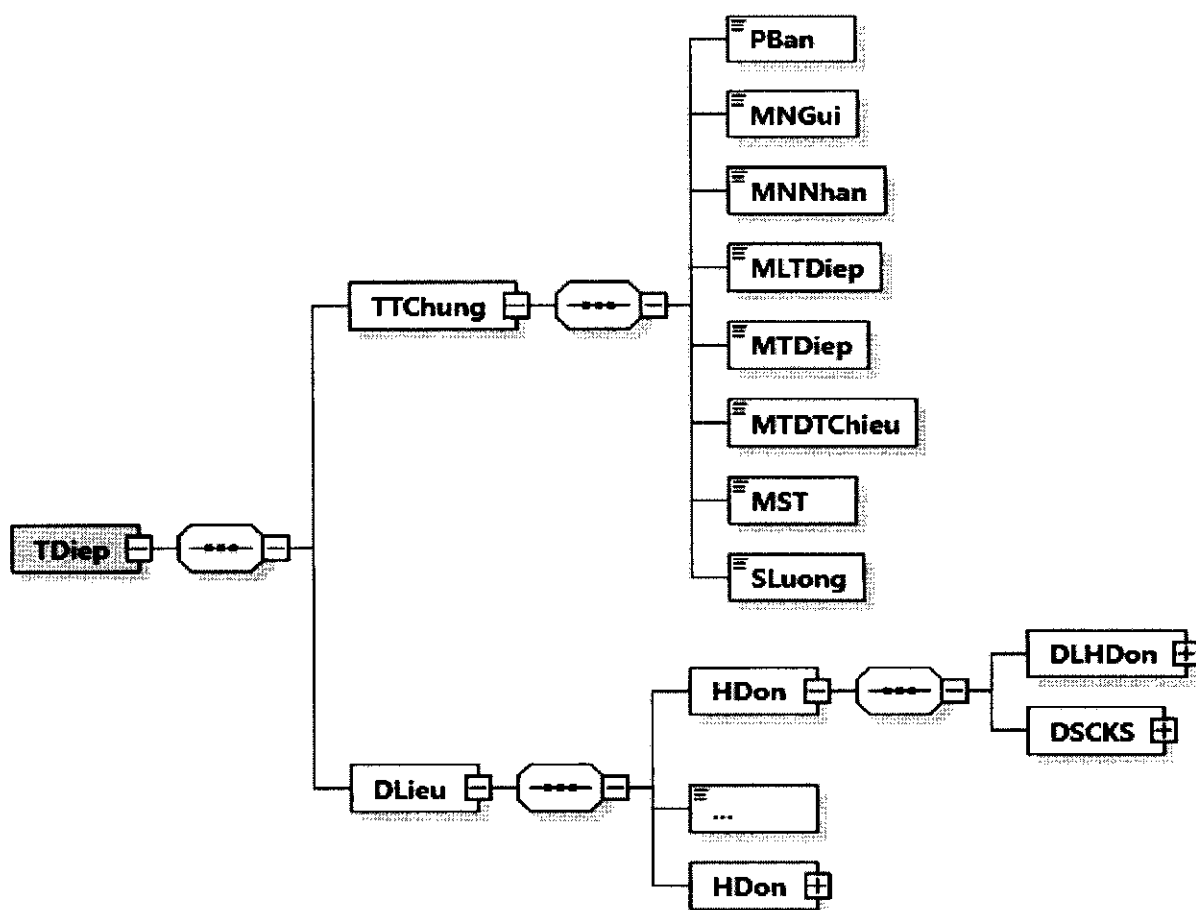 PBan
MNGui
MNNhan
MLTDiep
TTChung
MTDiep
MTDTChieu
MST
TDiep
SLuong
DLHDon
HDon
DSCKS
DLieu
...
HDon